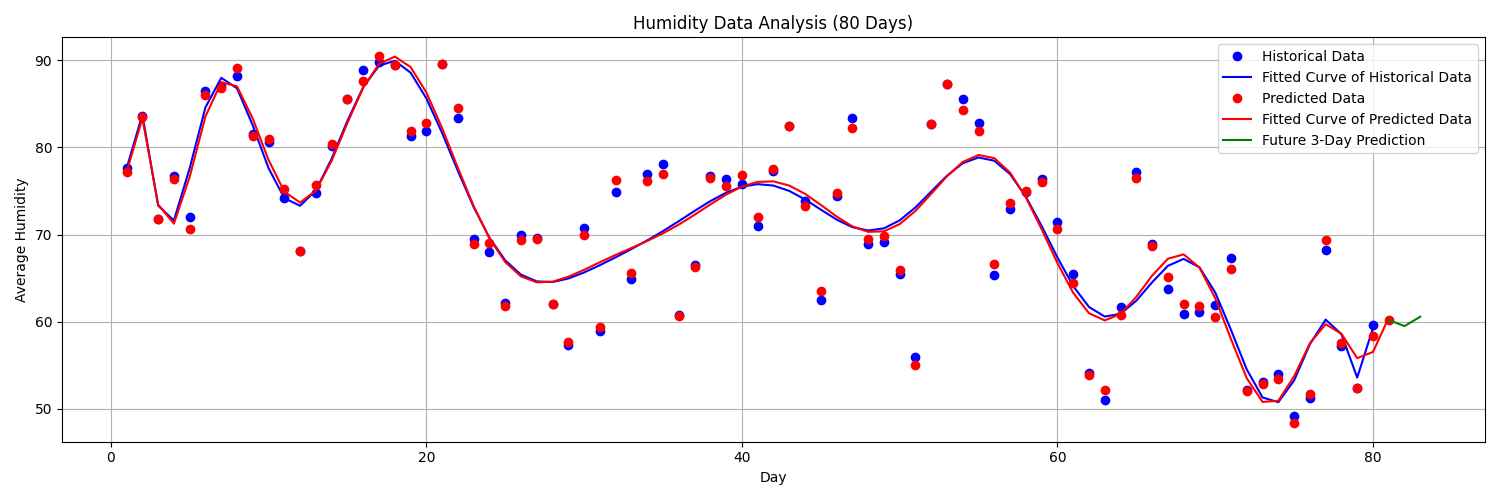 Humidity Data Analysis (80 Days)
Historical Data
Fitted Curve of Historical Data
Predicted Data
Fitted Curve of Predicted Data
Future 3-Day Prediction
Average Humidity
90
80
70
60
50
0 20 40 60 80
Day